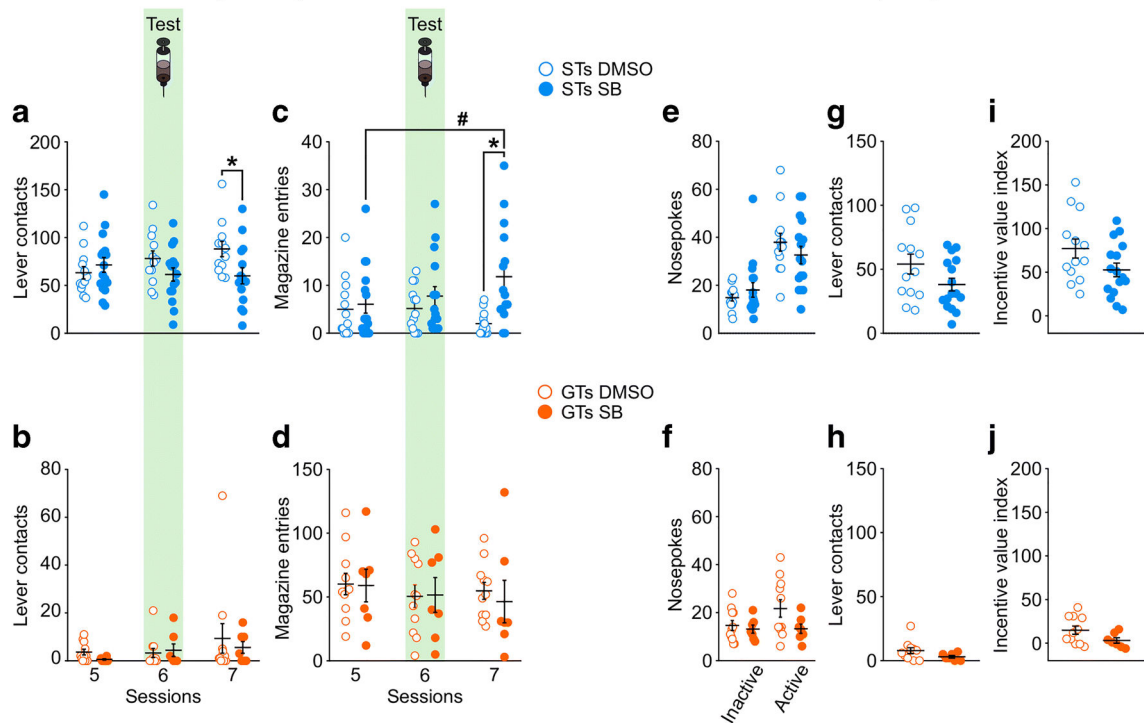 Test
Test
STs DMSO
STs SB
a
Lever contacts
200
150
100
50
0
*
c
Magazine entries
40
30
20
10
0
#
*
e
Nosepokes
80
60
40
20
0
g
Lever contacts
150
100
50
0
i
Incentive value index
200
150
100
50
0
GTs DMSO
GTs SB
b
Lever contacts
80
60
40
20
0
5
6
7
Sessions
d
Magazine entries
150
100
50
0
5
6
7
Sessions
f
Nosepokes
80
60
40
20
0
Inactive
Active
h
Lever contacts
150
100
50
0
j
Incentive value index
200
150
100
50
0